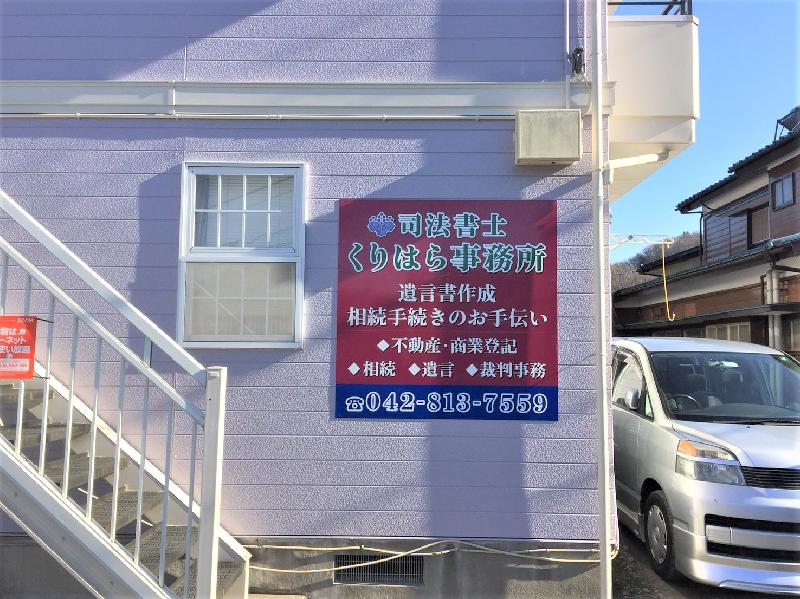 司法書士
くりはら事務所
遺言書作成
相続手続きのお手伝い
◆不動産・商業登記
◆相続 ◆遺言 ◆裁判事務
☎042-813-7559